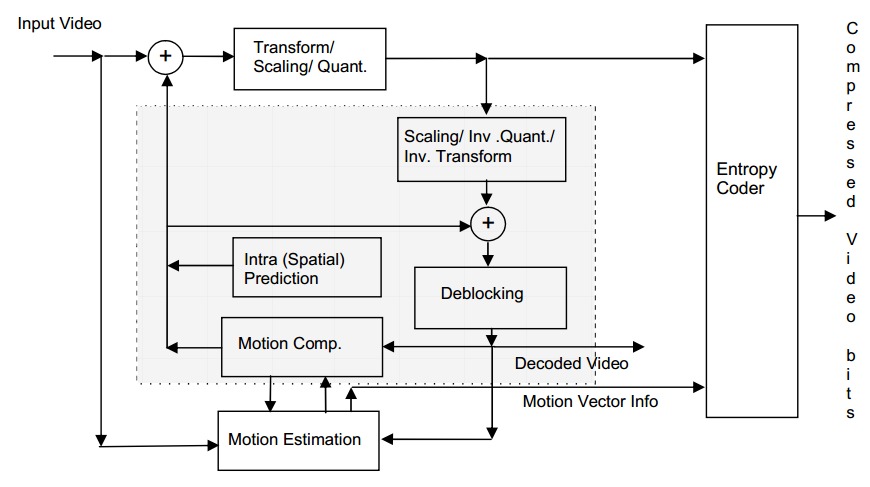 Input Video
+
Transform/
Scaling/ Quant.
Scaling/ Inv .Quant./
Inv. Transform
+
Intra (Spatial)
Prediction
Deblocking
Motion Comp.
Decoded Video
Motion Vector Info
Motion Estimation
Entropy
Coder
Compressed Video bits